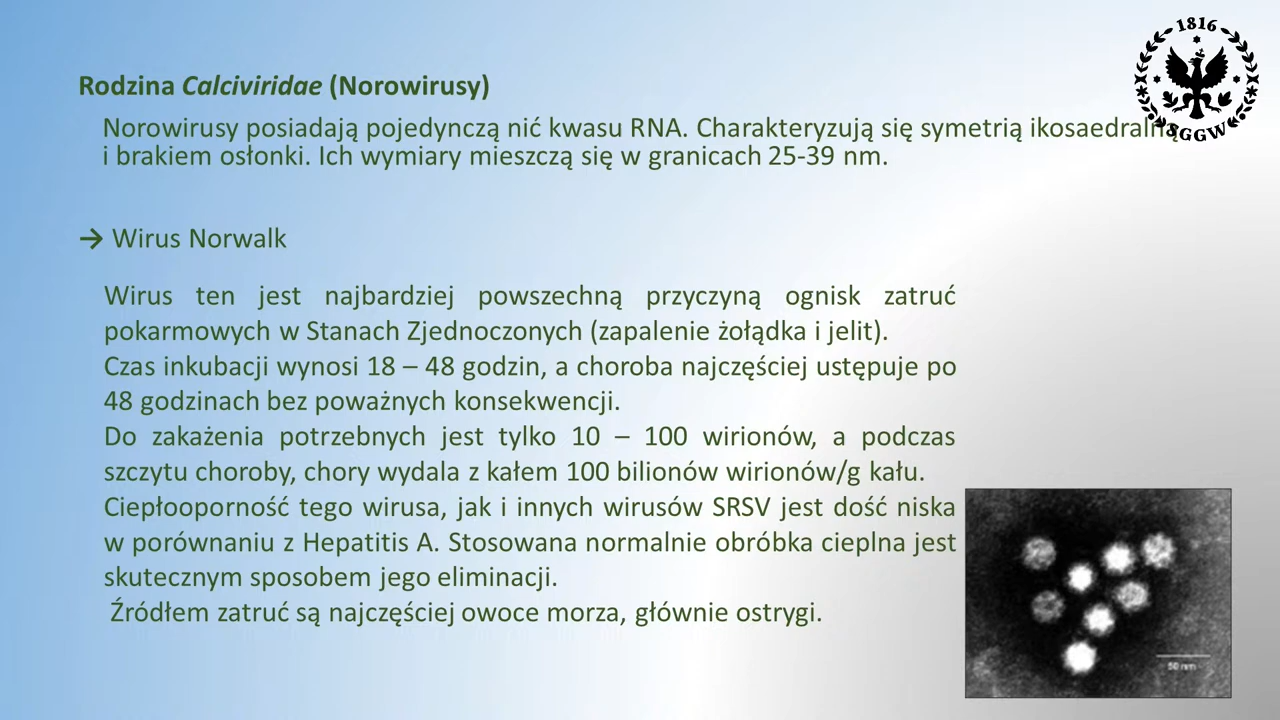 1816
SGGW
Rodzina Calciviridae (Norowirusy)
Norowirusy posiadają pojedynczą nić kwasu RNA. Charakteryzują się symetrią ikosaedralną
i brakiem osłonki. Ich wymiary mieszczą się w granicach 25-39 nm.
→ Wirus Norwalk
Wirus ten jest najbardziej powszechną przyczyną ognisk zatruć
pokarmowych w Stanach Zjednoczonych (zapalenie żołądka i jelit).
Czas inkubacji wynosi 18 – 48 godzin, a choroba najczęściej ustępuje po
48 godzinach bez poważnych konsekwencji.
Do zakażenia potrzebnych jest tylko 10 – 100 wirionów, a podczas
szczytu choroby, chory wydala z kałem 100 bilionów wirionów/g kału.
Ciepłooporność tego wirusa, jak i innych wirusów SRSV jest dość niska
w porównaniu z Hepatitis A. Stosowana normalnie obróbka cieplna jest
skutecznym sposobem jego eliminacji.
Źródłem zatruć są najczęściej owoce morza, głównie ostrygi.
50 nm